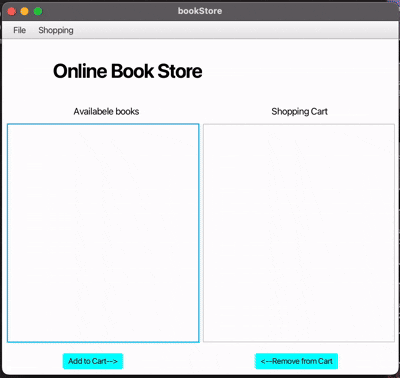 bookStore
File Shopping
Online Book Store
Availabele books Shopping Cart
Add to Cart--> <--Remove from Cart